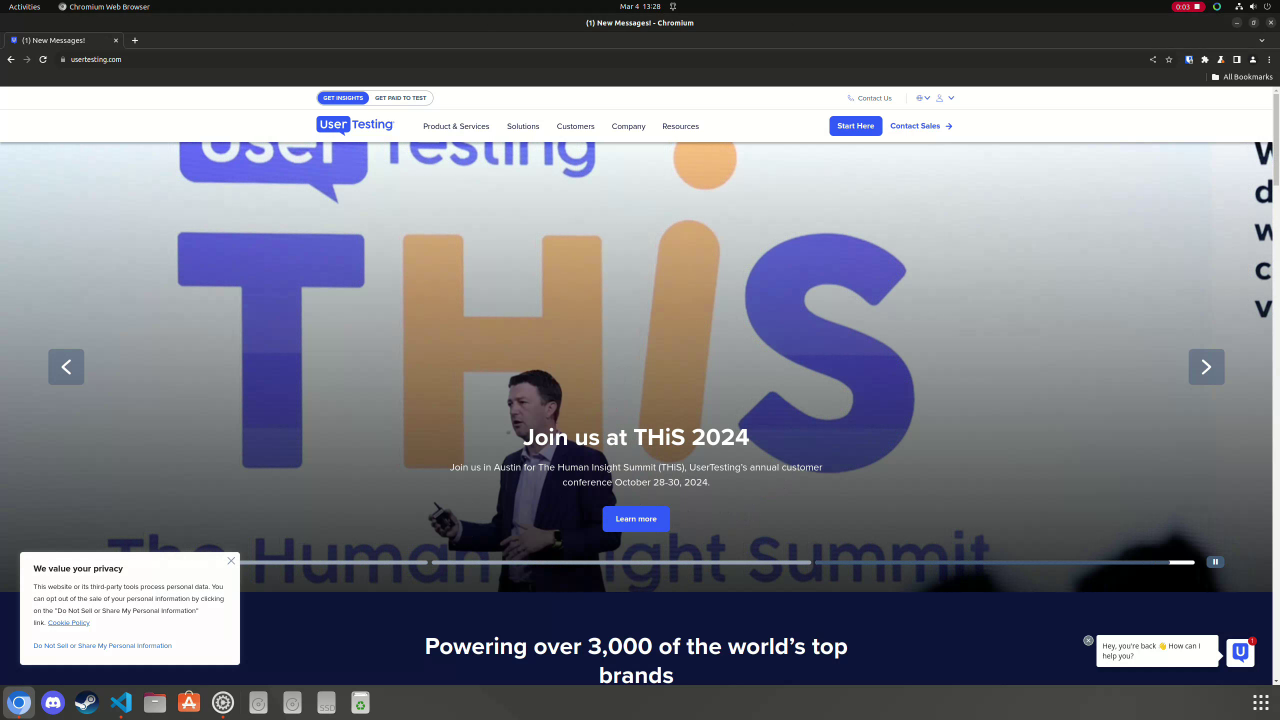 Activities
Chromium Web Browser
Mar 4 13:28
0:03
(1) New Messages! - Chromium
(1) New Messages!
usertesting.com
All Bookmarks
GET INSIGHTS
GET PAID TO TEST
Contact Us
UserTesting
Product & Services
Solutions
Customers
Company
Resources
Start Here
Contact Sales
User Testing
THiS
The Human Insight Summit
Join us at THiS 2024
Join us in Austin for The Human Insight Summit (THiS), UserTesting's annual customer
conference October 28-30, 2024.
Learn more
We value your privacy
This website or its third-party tools process personal data. You
can opt out of the sale of your personal information by clicking
on the "Do Not Sell or Share My Personal Information"
link. Cookie Policy
Do Not Sell or Share My Personal Information
Powering over 3,000 of the world's top
brands
Hey, you're back 👋 How can I
help you?
1
SSD